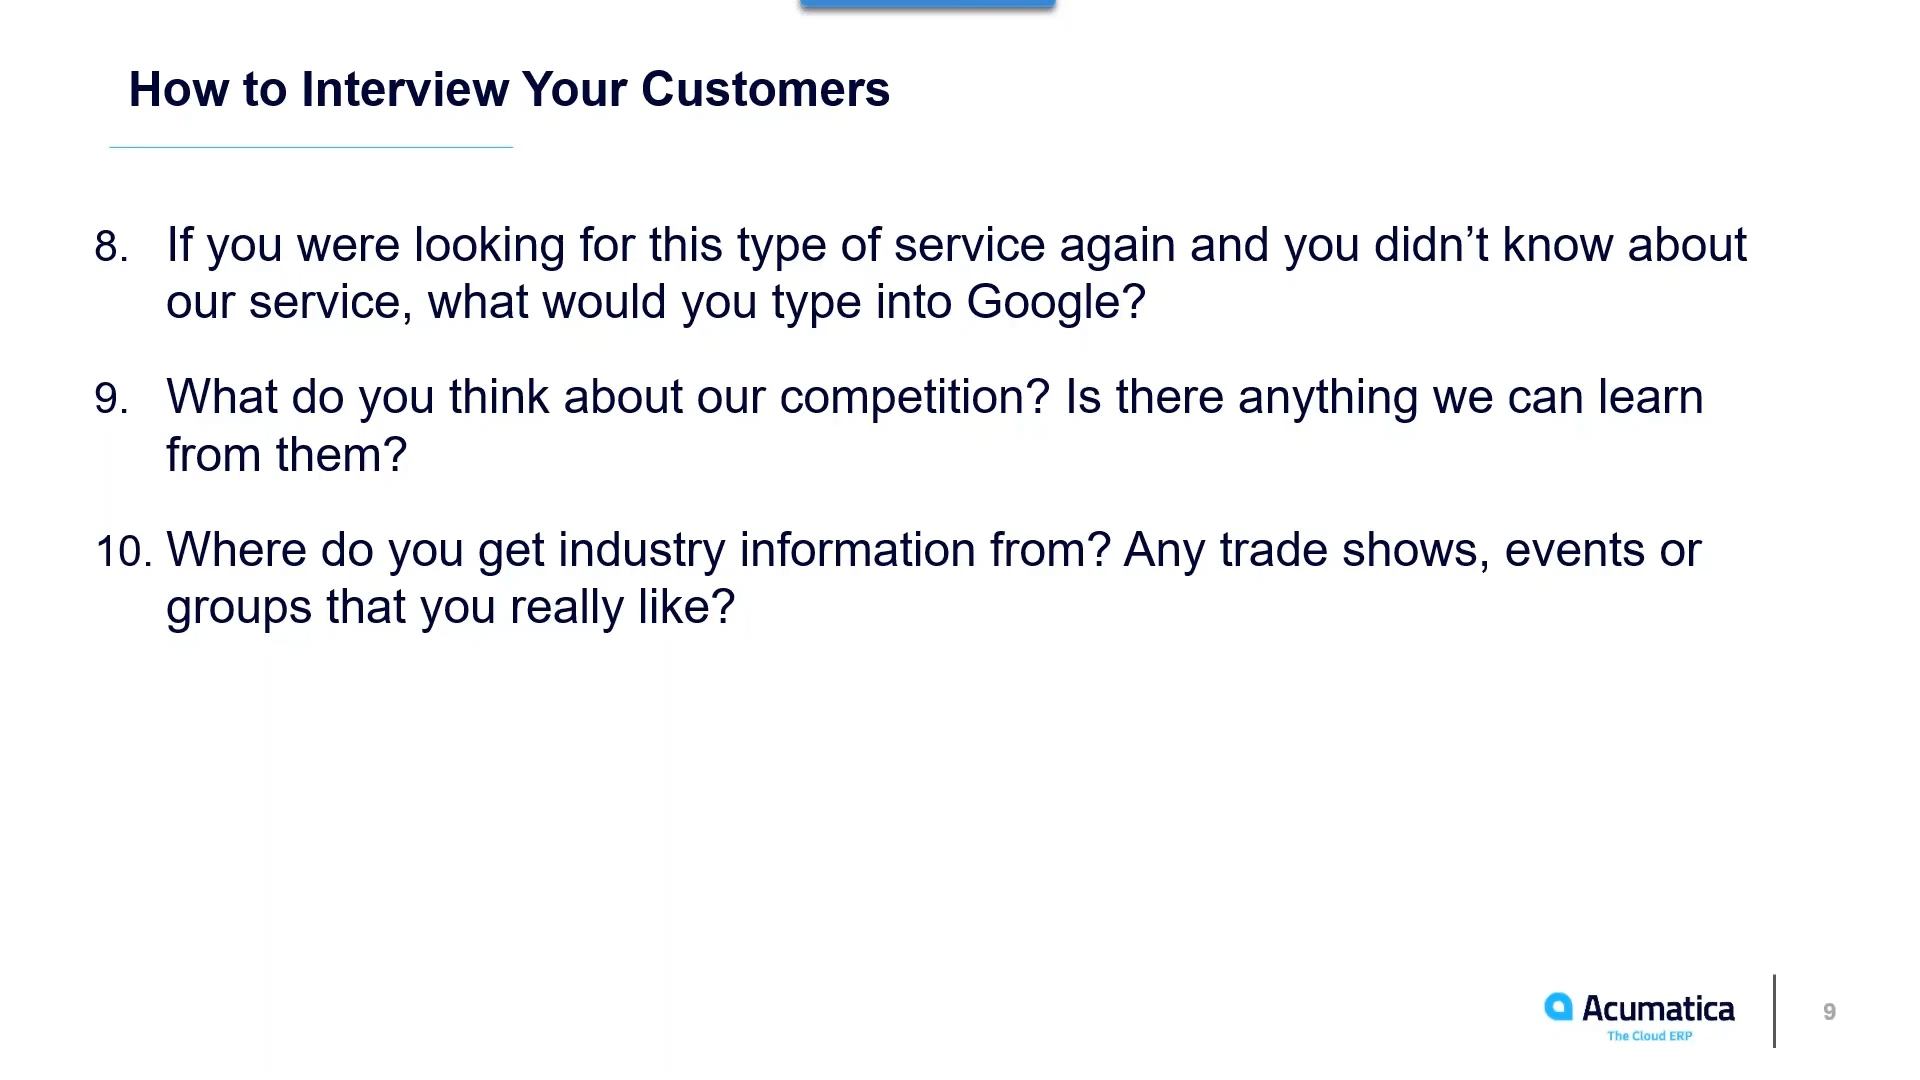 How to Interview Your Customers
8. If you were looking for this type of service again and you didn’t know about
our service, what would you type into Google?
9. What do you think about our competition? Is there anything we can learn
from them?
10. Where do you get industry information from? Any trade shows, events or
groups that you really like?
Acumatica
The Cloud ERP
9